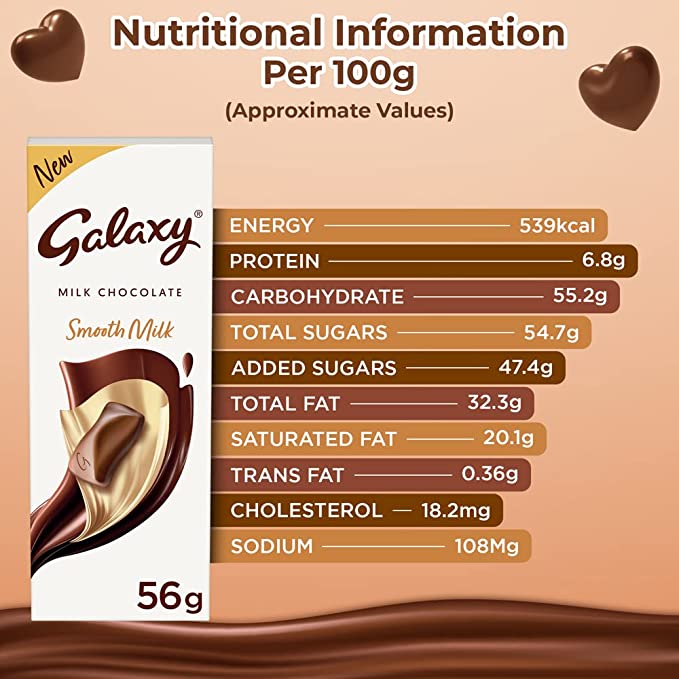 Nutritional Information
Per 100g
(Approximate Values)
New
Galaxy®
MILK CHOCOLATE
Smooth Milk
56g
ENERGY 539kcal
PROTEIN 6.8g
CARBOHYDRATE 55.2g
TOTAL SUGARS 54.7g
ADDED SUGARS 47.4g
TOTAL FAT 32.3g
SATURATED FAT 20.1g
TRANS FAT 0.36g
CHOLESTEROL 18.2mg
SODIUM 108Mg